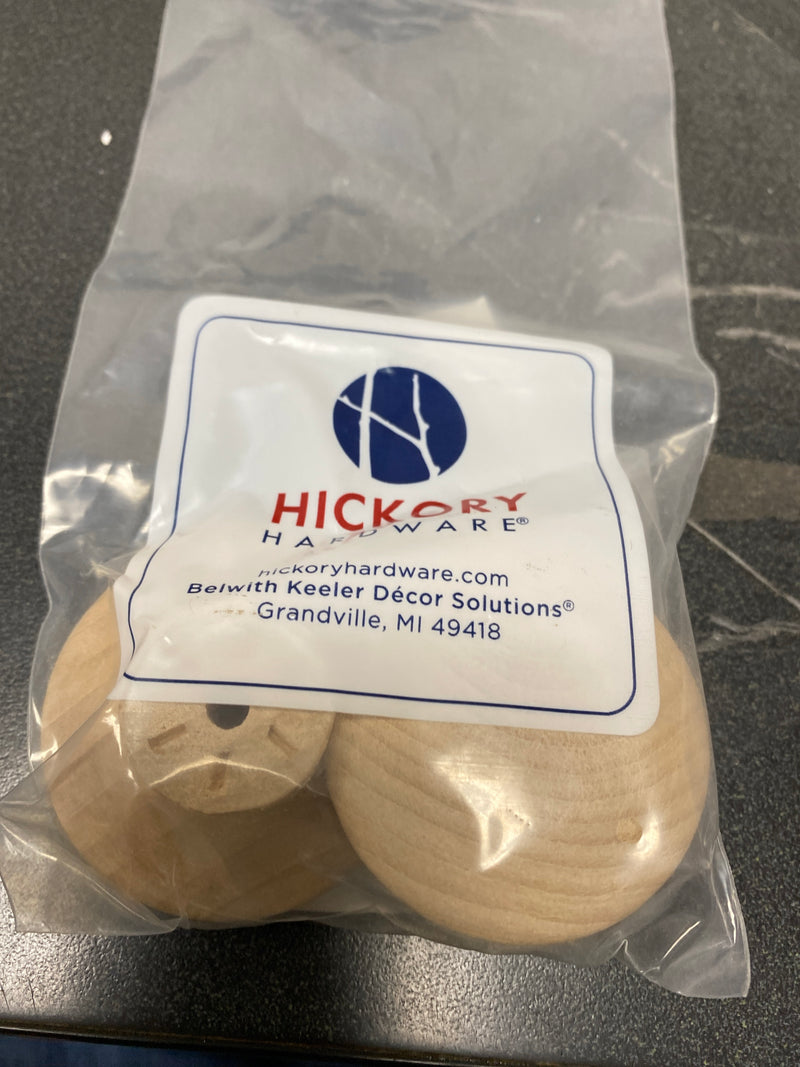 HICKORY
HARDWARE®
hickoryhardware.com
Belwith Keeler Décor Solutions®
Grandville, MI 49418